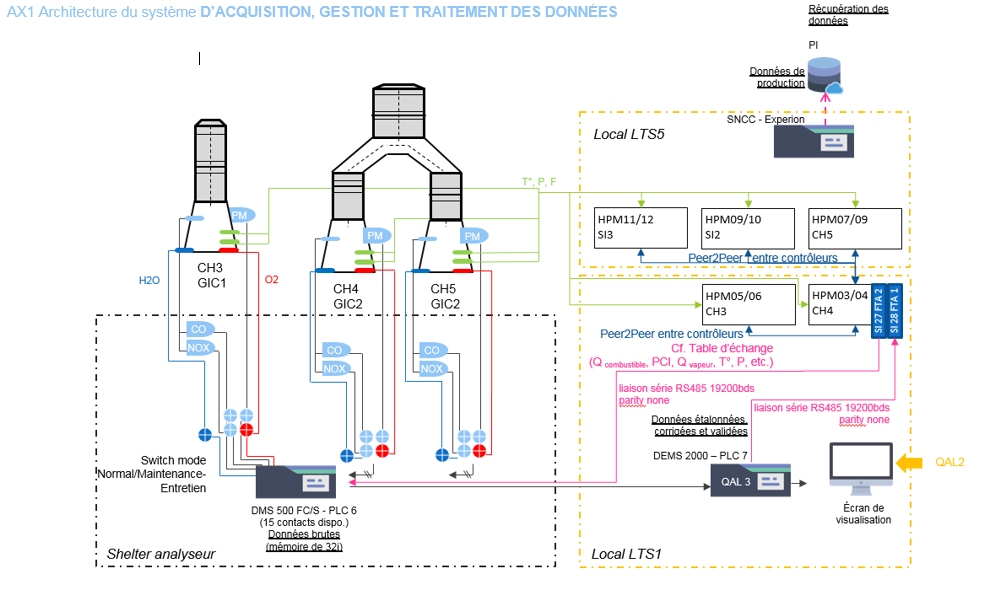 AX1 Architecture du système D'ACQUISITION, GESTION ET TRAITEMENT DES DONNÉES
Récupération des
données
PI
Données de
production
SNCC - Experion
Local LTS5
T°, P, F
HPM11/12
SI3
HPM09/10
SI2
HPM07/09
CH5
Peer2Peer entre contrôleurs
PM
PM
PM
CH3
GIC1
H2O
O2
CH4
GIC2
CH5
GIC2
HPM05/06
CH3
HPM03/04
CH4
SI 27 FTA 2
SI 28 FTA 1
Peer2Peer entre contrôleurs
Cf. Table d'échange
(Q combustible, PCI, Q vapeur, T°, P, etc.)
liaison série RS485 19200bds
parity none
liaison série RS485 19200bds
parity none
CO
NOX
CO
NOX
CO
NOX
Données étalonnées,
corrigées et validées
DEMS 2000 – PLC 7
QAL 3
QAL2
Écran de
visualisation
Switch mode
Normal/Maintenance-
Entretien
DMS 500 FC/S - PLC 6
(15 contacts dispo.)
Données brutes
(mémoire de 32j)
Shelter analyseur
Local LTS1